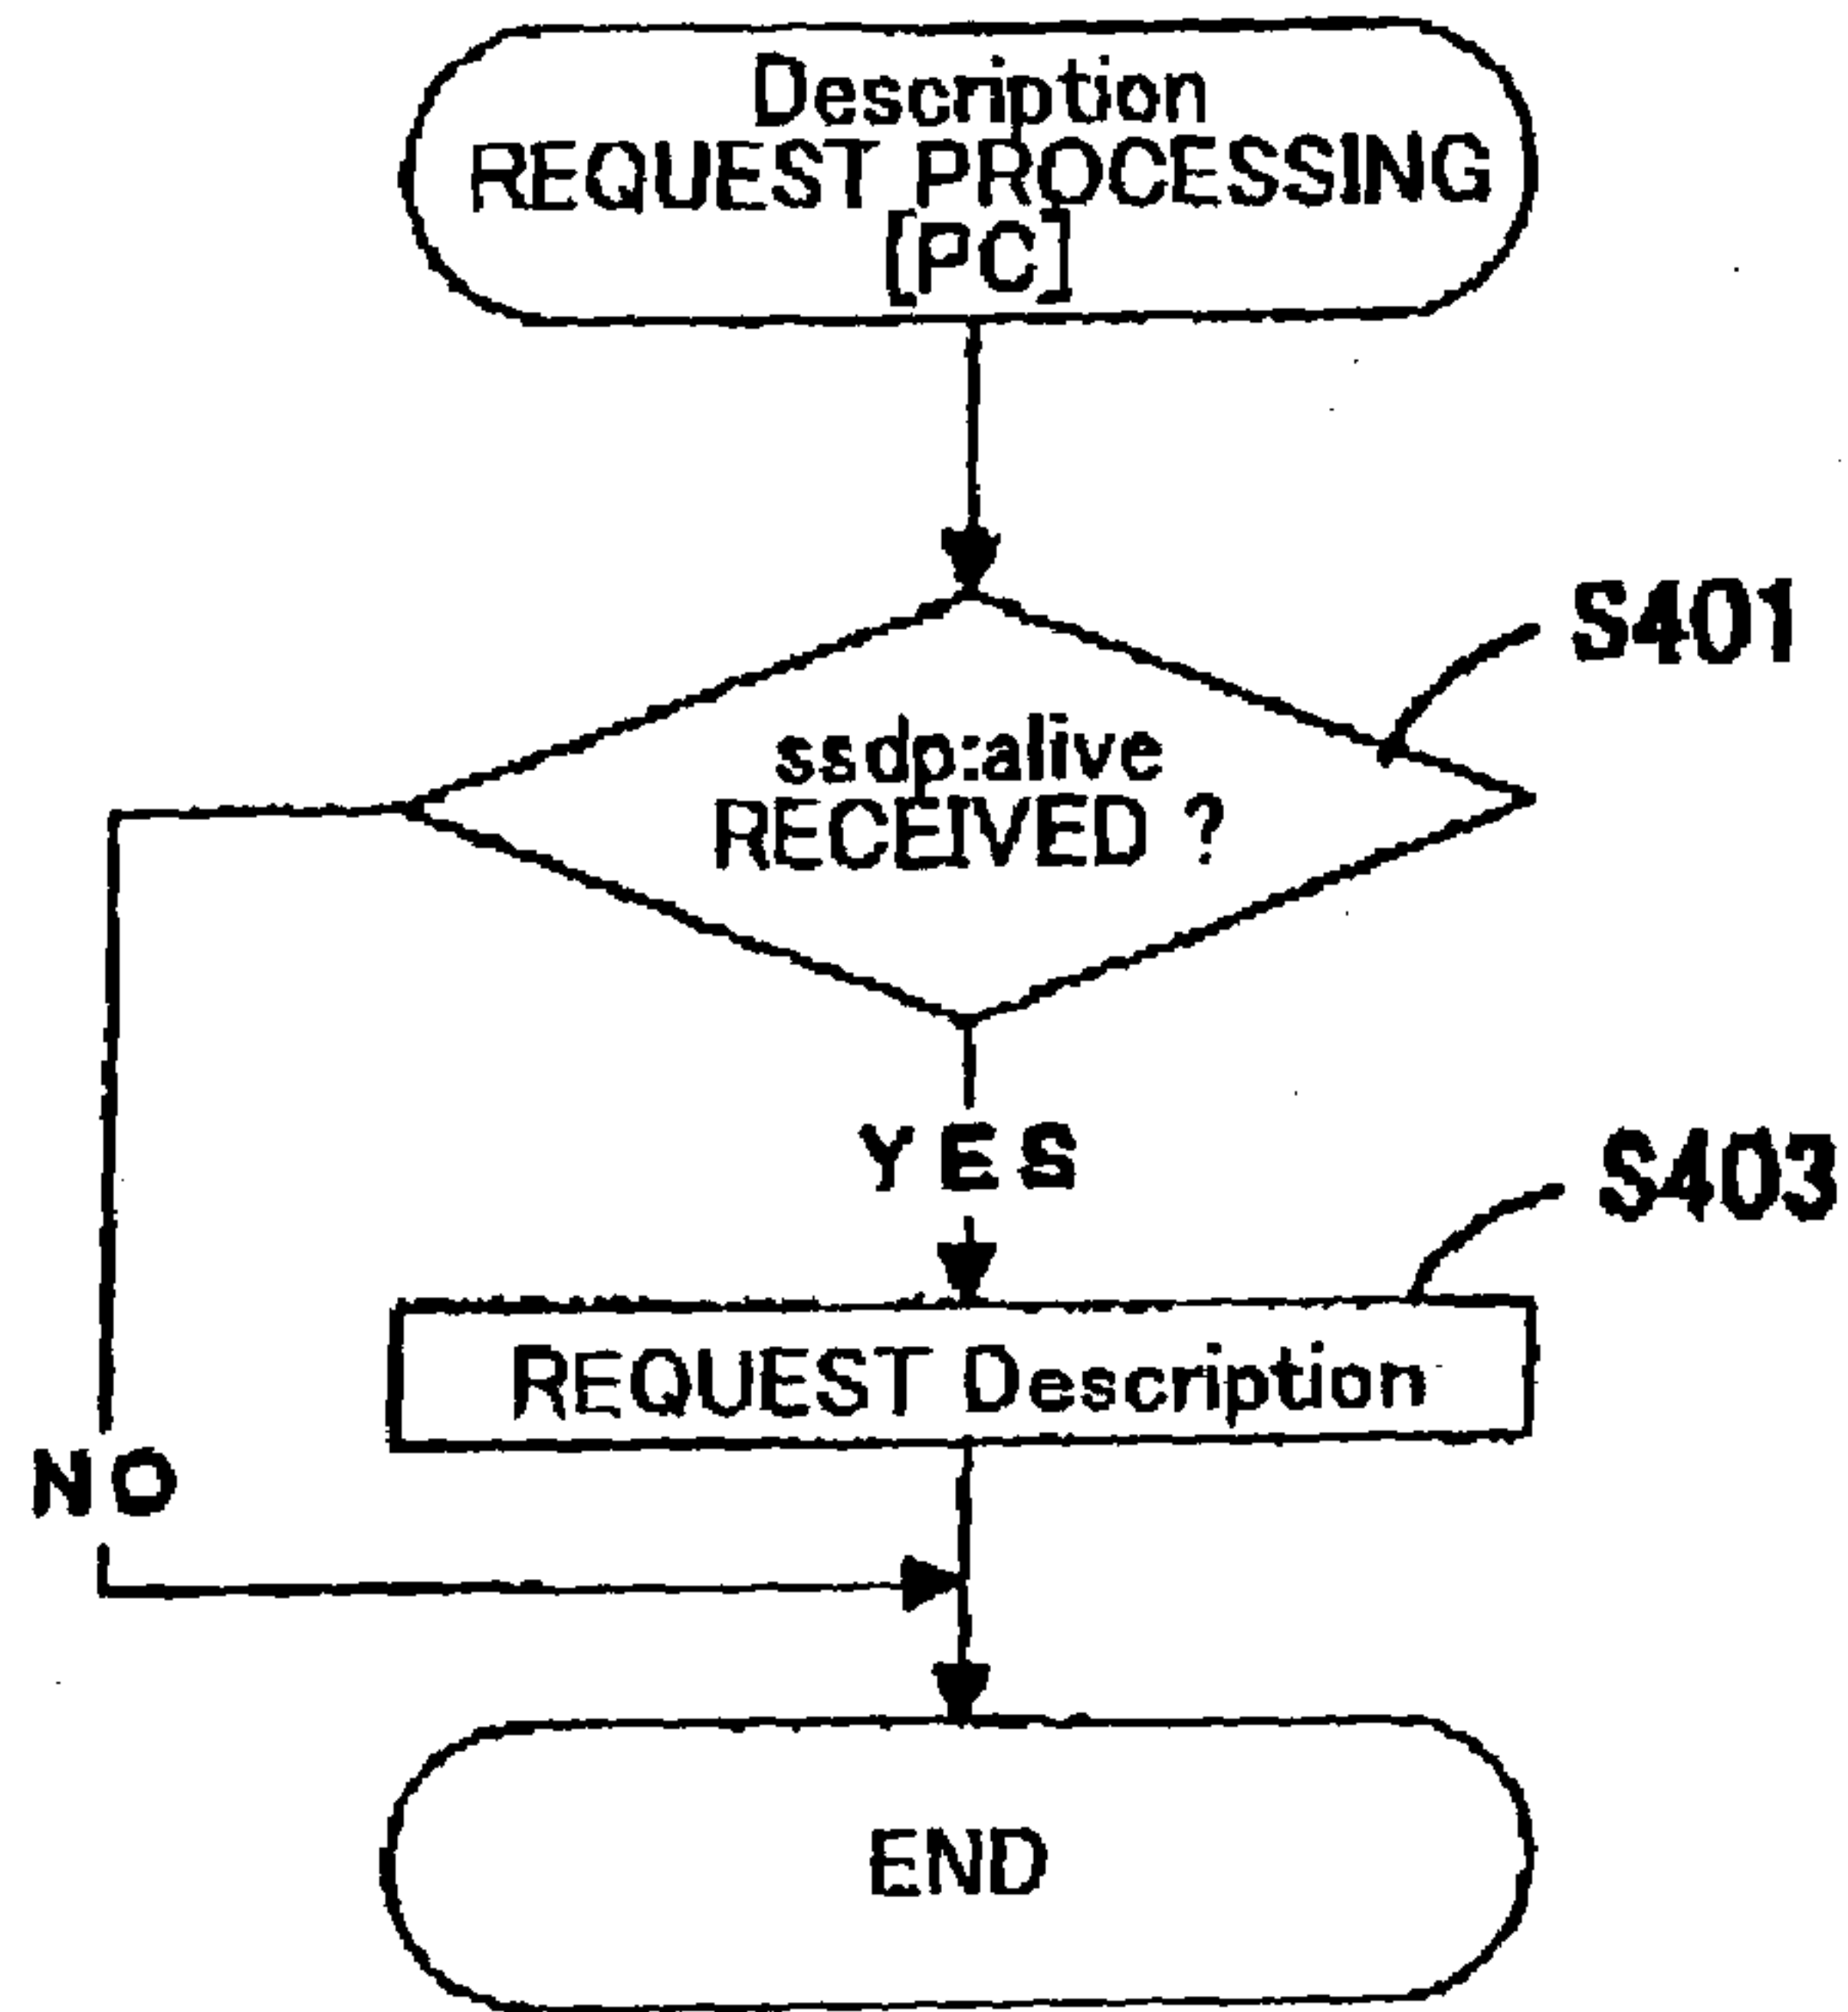 Description
REQUEST PROCESSING
[PC]
S401
ssdp:alive
RECEIVED ?
YES
S403
REQUEST Description
NO
END